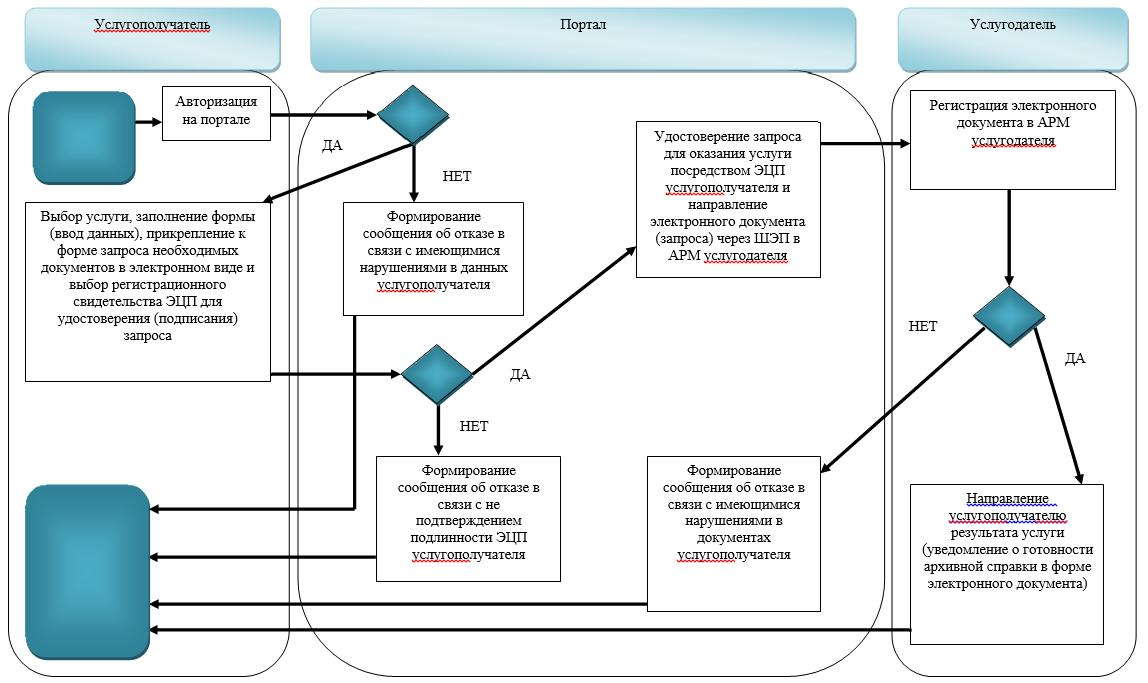 Услугополучатель
Портал
Услугодатель
Авторизация
на портале
ДА
НЕТ
Выбор услуги, заполнение формы
(ввод данных), прикрепление к
форме запроса необходимых
документов в электронном виде и
выбор регистрационного
свидетельства ЭЦП для
удостоверения (подписания)
запроса
Формирование
сообщения об отказе в
связи с имеющимися
нарушениями в данных
услугополучателя
Удостоверение запроса
для оказания услуги
посредством ЭЦП
услугополучателя и
направление
электронного документа
(запроса) через ШЭП в
АРМ услугодателя
Регистрация электронного
документа в АРМ
услугодателя
ДА
НЕТ
НЕТ
ДА
Формирование
сообщения об отказе в
связи с не
подтверждением
подлинности ЭЦП
услугополучателя
Формирование
сообщения об отказе в
связи с имеющимися
нарушениями в
документах
услугополучателя
Направление
услугополучателю
результата услуги
(уведомление о готовности
архивной справки в форме
электронного документа)